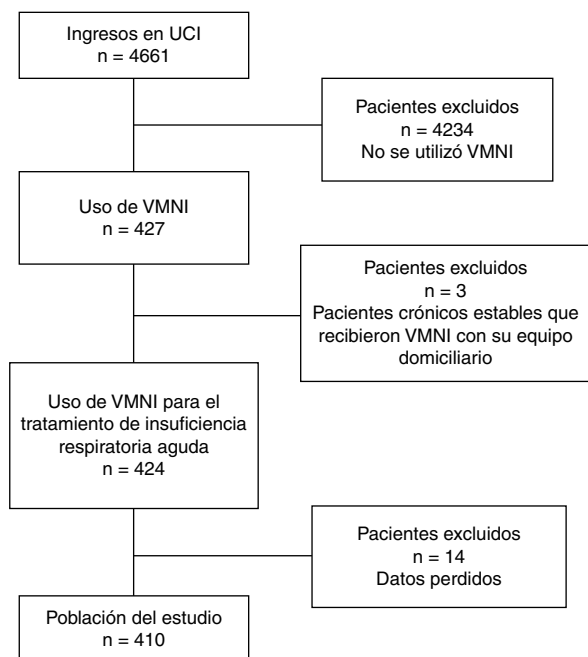 Ingresos en UCI
n = 4661
Pacientes excluidos
n = 4234
No se utilizó VMNI
Uso de VMNI
n = 427
Pacientes excluidos
n = 3
Pacientes crónicos estables que
recibieron VMNI con su equipo
domiciliario
Uso de VMNI para el
tratamiento de insuficiencia
respiratoria aguda
n = 424
Pacientes excluidos
n = 14
Datos perdidos
Población del estudio
n = 410